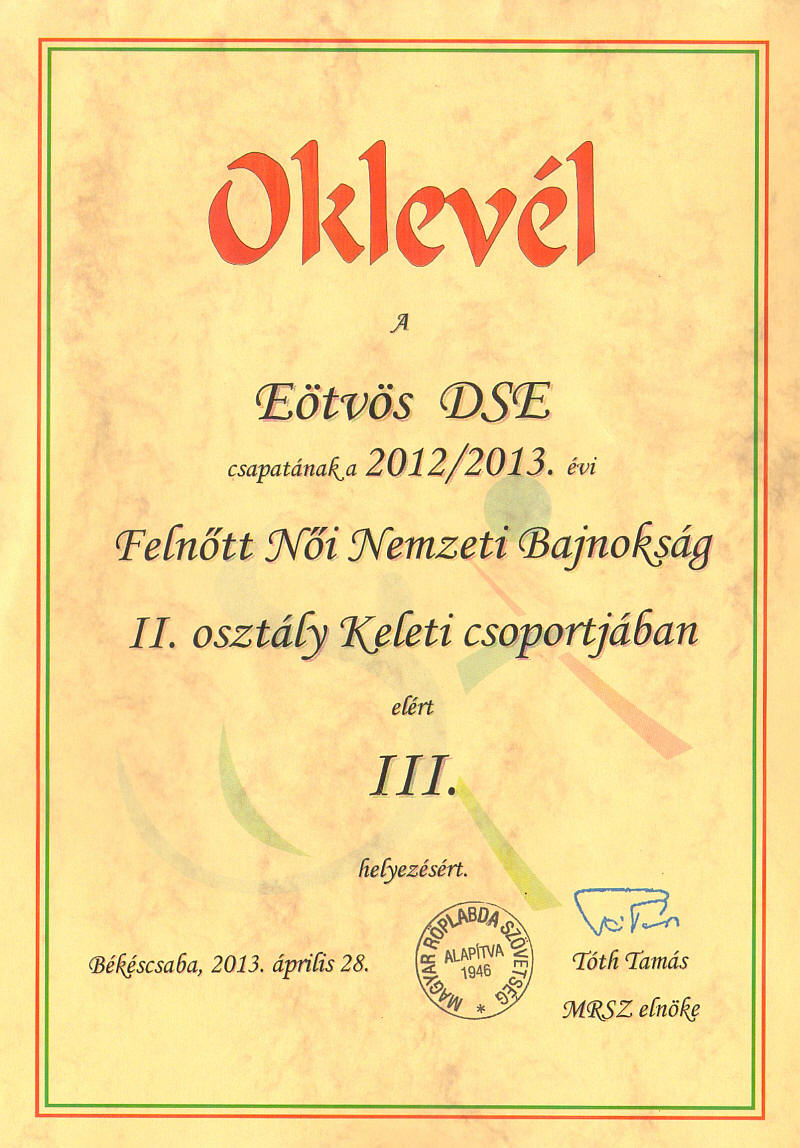 Oklevél
A
Eötvös DSE
csapatának a 2012/2013. évi
Felnőtt Női Nemzeti Bajnokság
II. osztály Keleti csoportjában
elért
III.
helyezésért.
Békéscsaba, 2013. április 28.
MAGYAR RÖPLABDA SZÖVETSÉG *
ALAPÍTVA
1946
Tóth Tamás
MRSZ elnöke